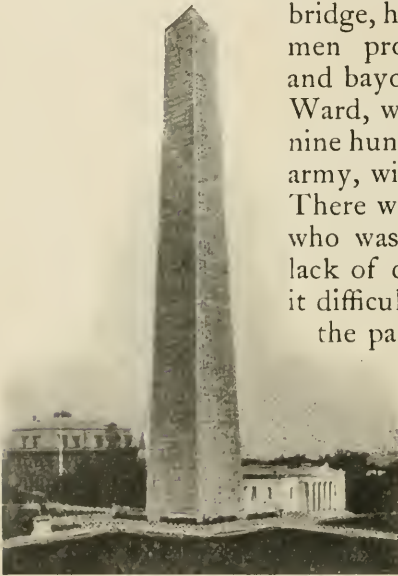 bridge, h
men pro
and bayo
Ward, w
nine hun
army, wi
There w
who was
lack of c
it difficul
the pa